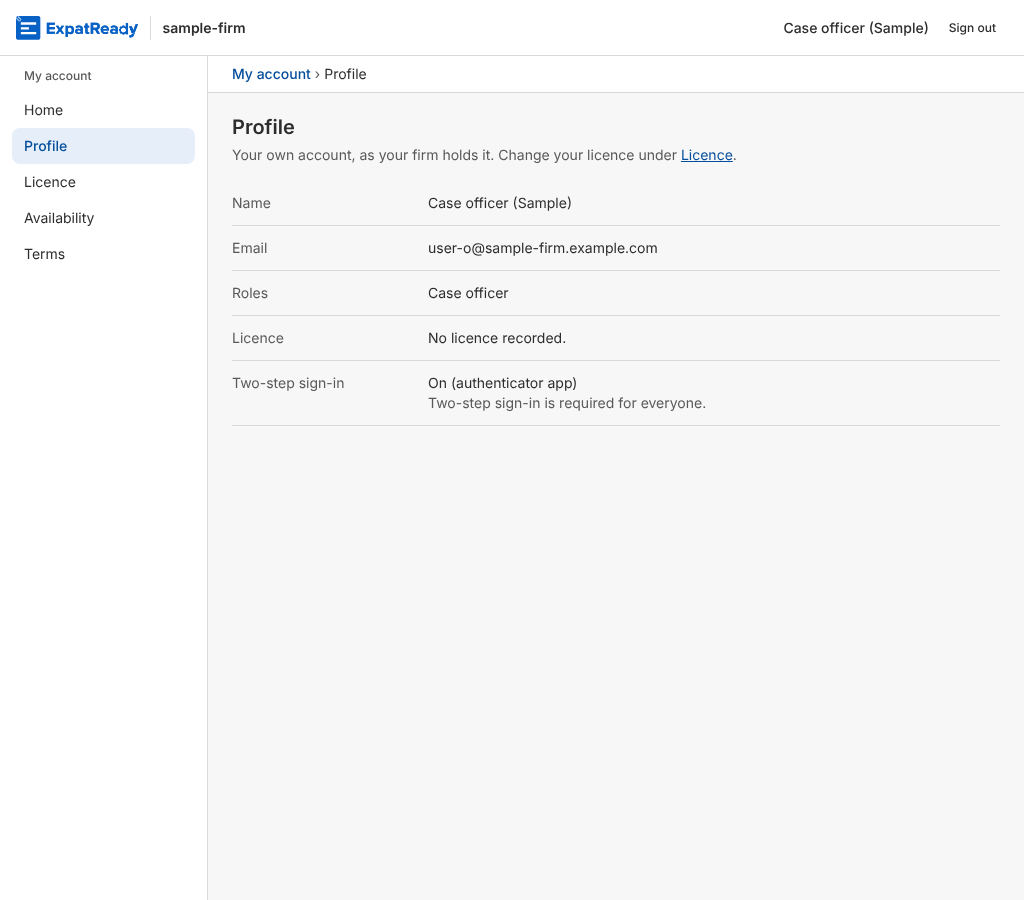 ExpatReady
sample-firm
Case officer (Sample)
Sign out
My account
Home
Profile
Licence
Availability
Terms
My account › Profile
Profile
Your own account, as your firm holds it. Change your licence under Licence.
Name
Case officer (Sample)
Email
user-o@sample-firm.example.com
Roles
Case officer
Licence
No licence recorded.
Two-step sign-in
On (authenticator app)
Two-step sign-in is required for everyone.